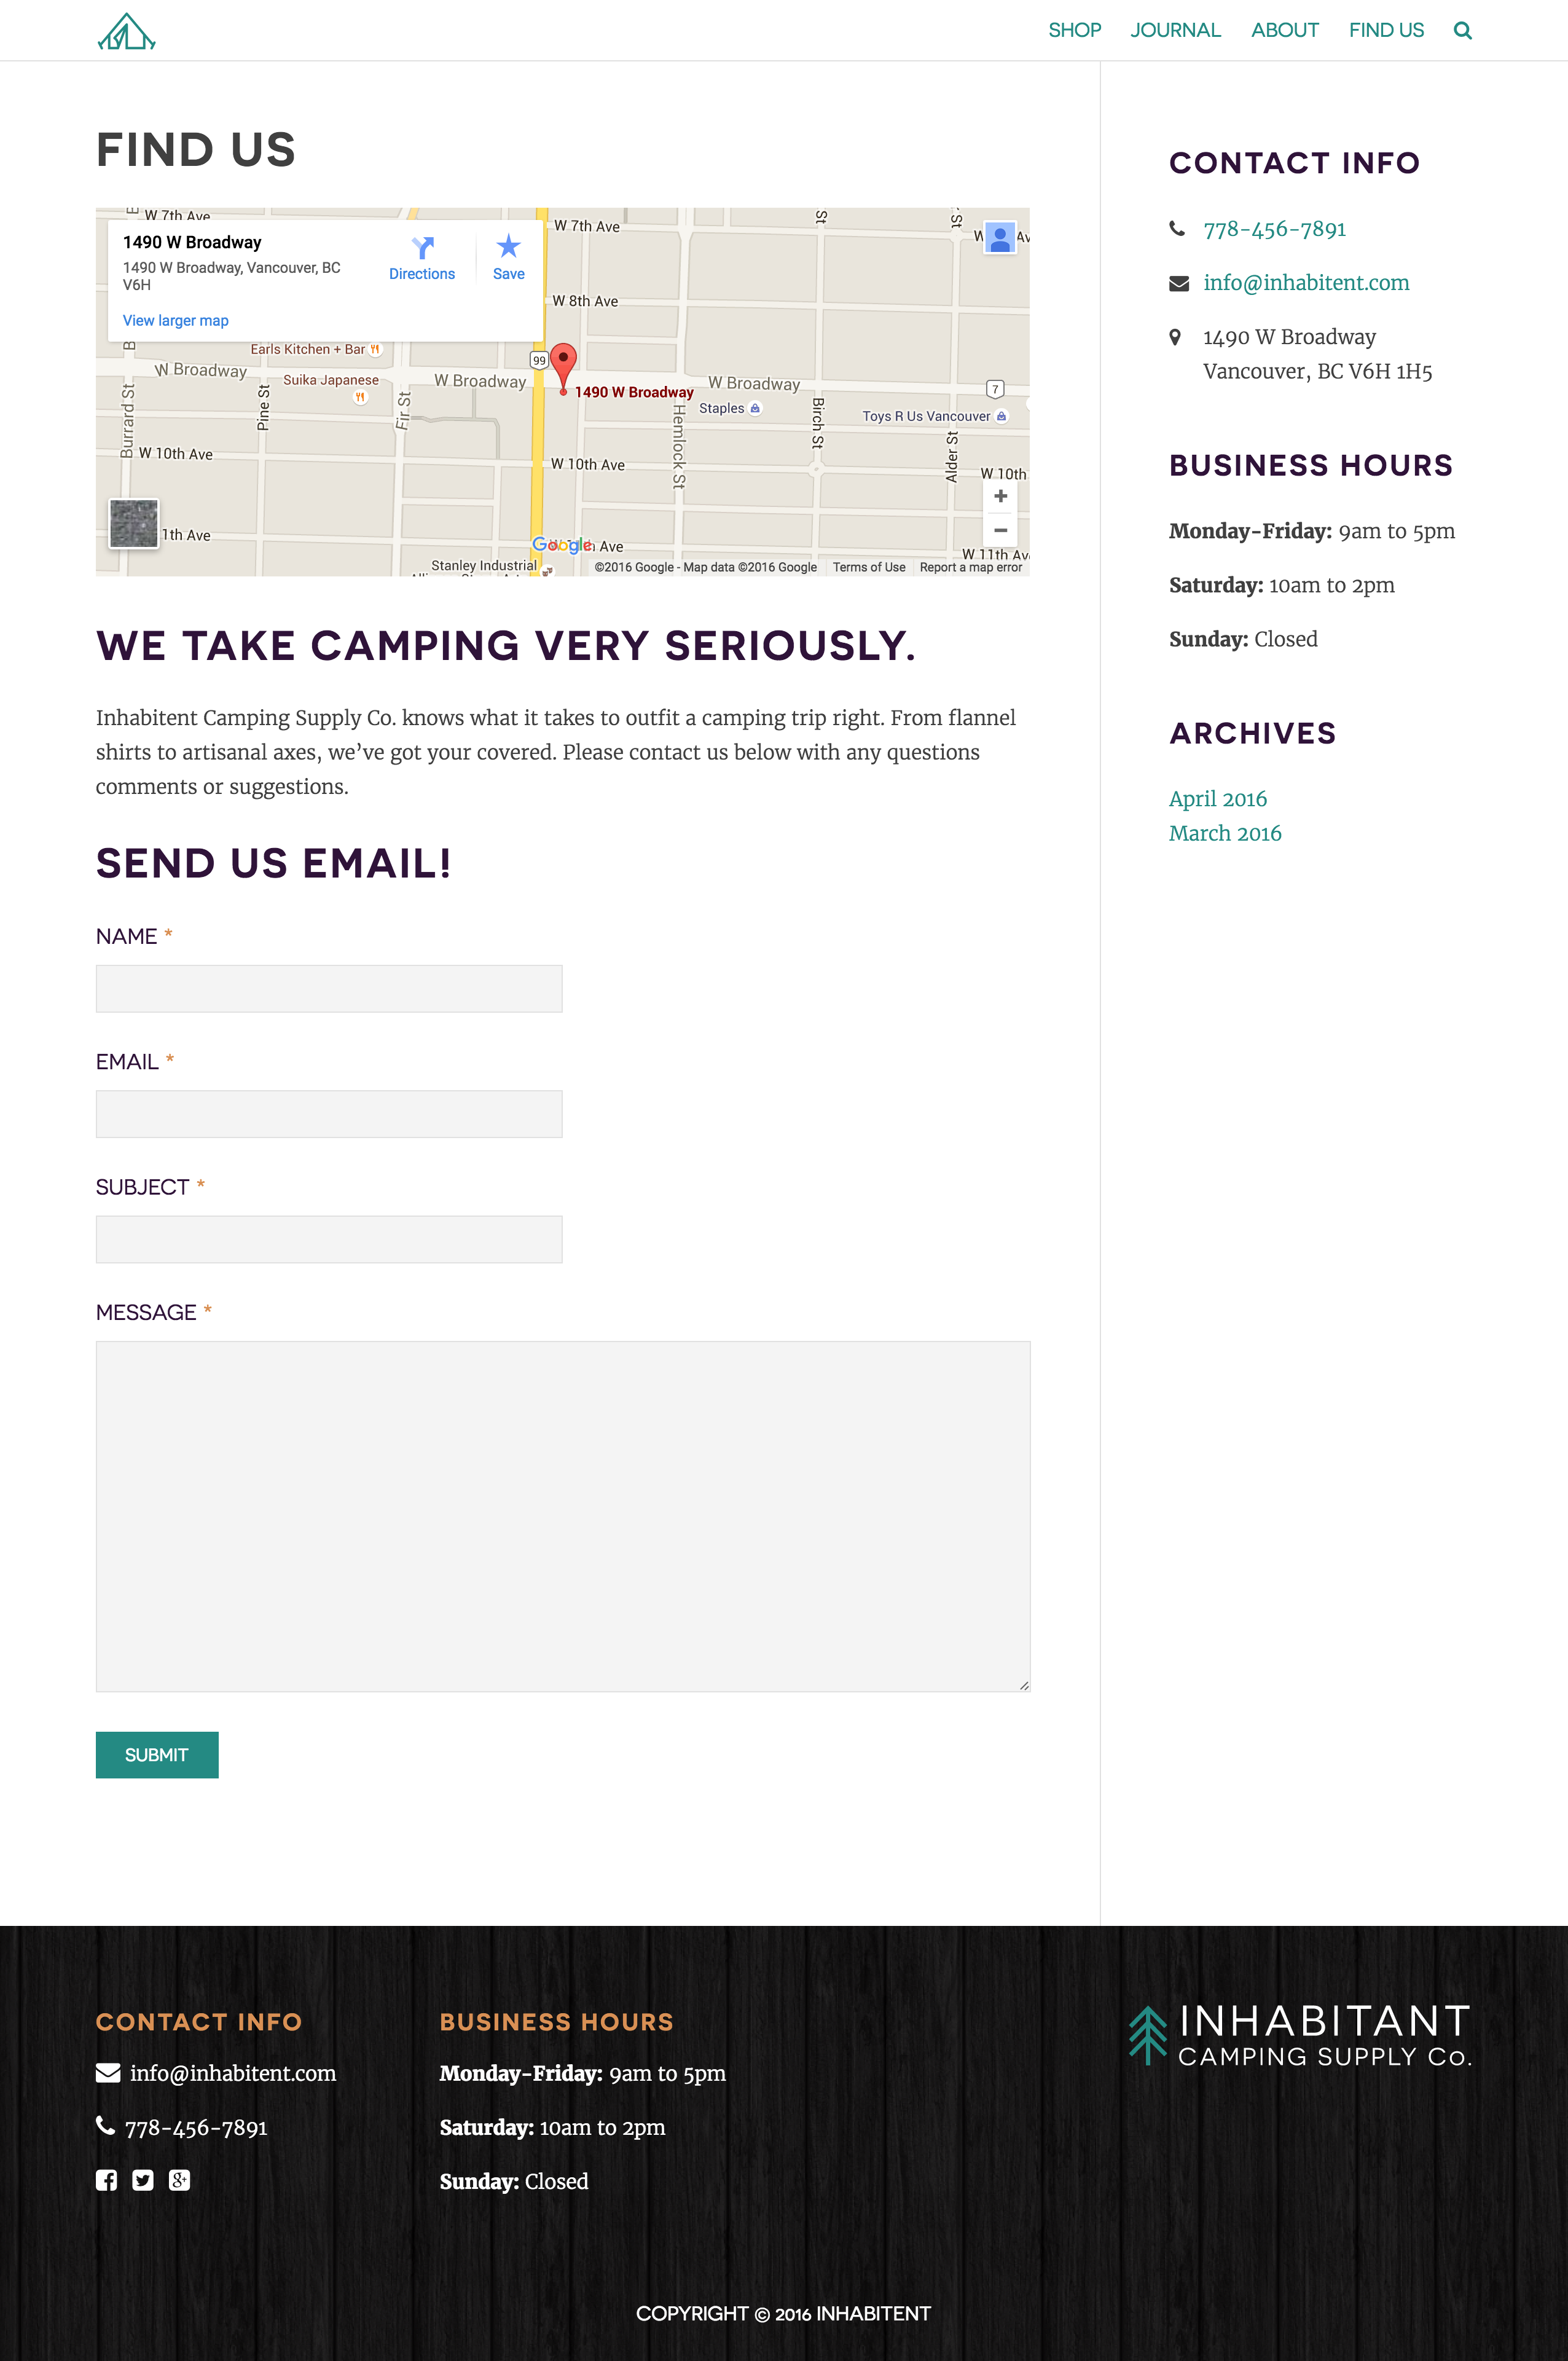 SHOP JOURNAL ABOUT FIND US
FIND US
W 7th Ave
W 7th Ave
St
St
1490 W Broadway
1490 W Broadway, Vancouver, BC
V6H
Directions
Save
View larger map
W 8th Ave
Earls Kitchen + Bar
99
W Broadway
Suika Japanese
W Broadway
1490 W Broadway
W Broadway
7
Staples
Toys R Us Vancouver
Burrard St
Pine St
Fir St
Hemlock St
Birch St
Alder St
W 10th Ave
W 10th Ave
W 10th
1th Ave
Google
Ave
W 11th Av
Stanley Industrial
©2016 Google - Map data ©2016 Google Terms of Use Report a map error
WE TAKE CAMPING VERY SERIOUSLY.
Inhabitent Camping Supply Co. knows what it takes to outfit a camping trip right. From flannel
shirts to artisanal axes, we’ve got your covered. Please contact us below with any questions
comments or suggestions.
SEND US EMAIL!
NAME *
EMAIL *
SUBJECT *
MESSAGE *
SUBMIT
CONTACT INFO
778-456-7891
info@inhabitent.com
1490 W Broadway
Vancouver, BC V6H 1H5
BUSINESS HOURS
Monday-Friday: 9am to 5pm
Saturday: 10am to 2pm
Sunday: Closed
ARCHIVES
April 2016
March 2016
CONTACT INFO
info@inhabitent.com
778-456-7891
BUSINESS HOURS
Monday-Friday: 9am to 5pm
Saturday: 10am to 2pm
Sunday: Closed
INHABITANT
CAMPING SUPPLY Co.
COPYRIGHT © 2016 INHABITENT